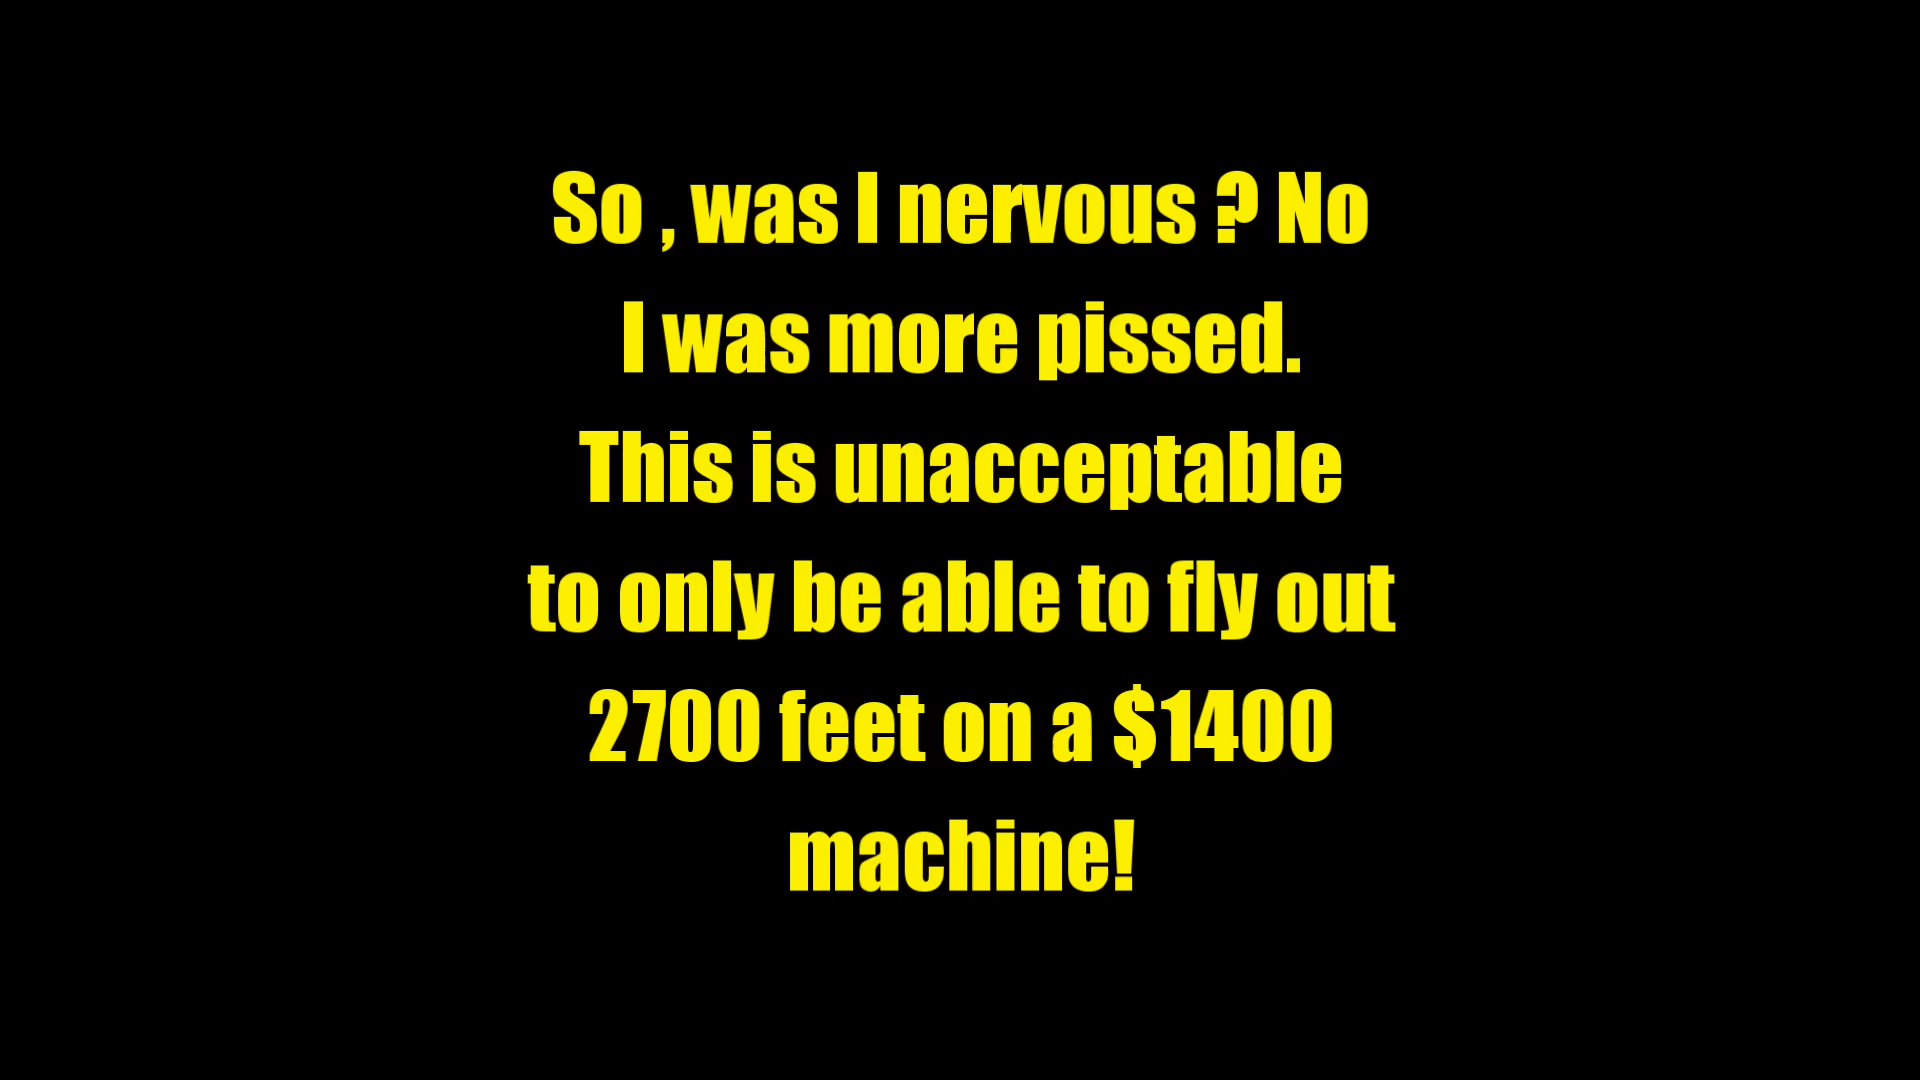 So , was I nervous ? No
I was more pissed.
This is unacceptable
to only be able to fly out
2700 feet on a $1400
machine!